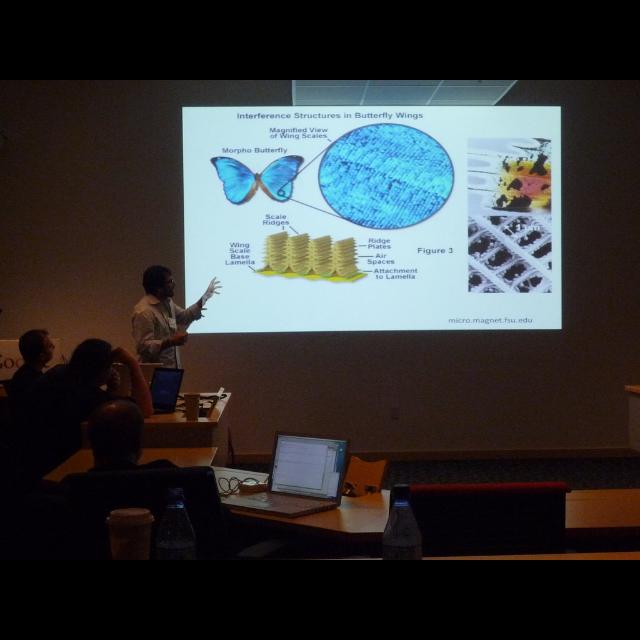 Interference Structures in Butterfly Wings
Magnified View
of Wing Scales
Morpho Butterfly
Scale
Ridges
Wing
Scale
Base
Lamella
Ridge
Plates
Air
Spaces
Attachment
to Lamella
Figure 3
micro.magnet.fsu.edu